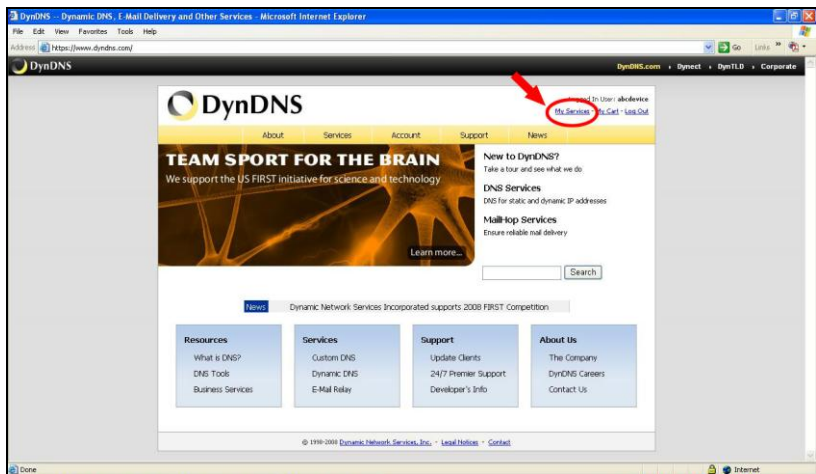 DynDNS -- Dynamic DNS, E-Mail Delivery and Other Services - Microsoft Internet Explorer
File Edit View Favorites Tools Help
Address https://www.dyndns.com/ Go Links »
DynDNS DynDNS.com Dynect DynTLD Corporate
DynDNS
Logged In User: abcdevice
My Services - My Cart - Log Out
About Services Account Support News
TEAM SPORT FOR THE BRAIN
We support the US FIRST initiative for science and technology
Learn more...
New to DynDNS?
Take a tour and see what we do
DNS Services
DNS for static and dynamic IP addresses
MailHop Services
Ensure reliable mail delivery
Search
News Dynamic Network Services Incorporated supports 2008 FIRST Competition
Resources Services Support About Us
What is DNS? Custom DNS Update Clients The Company
DNS Tools Dynamic DNS 24/7 Premier Support DynDNS Careers
Business Services E-Mail Relay Developer's Info Contact Us
© 1998-2008 Dynamic Network Services, Inc. - Legal Notices - Contact
Done Internet